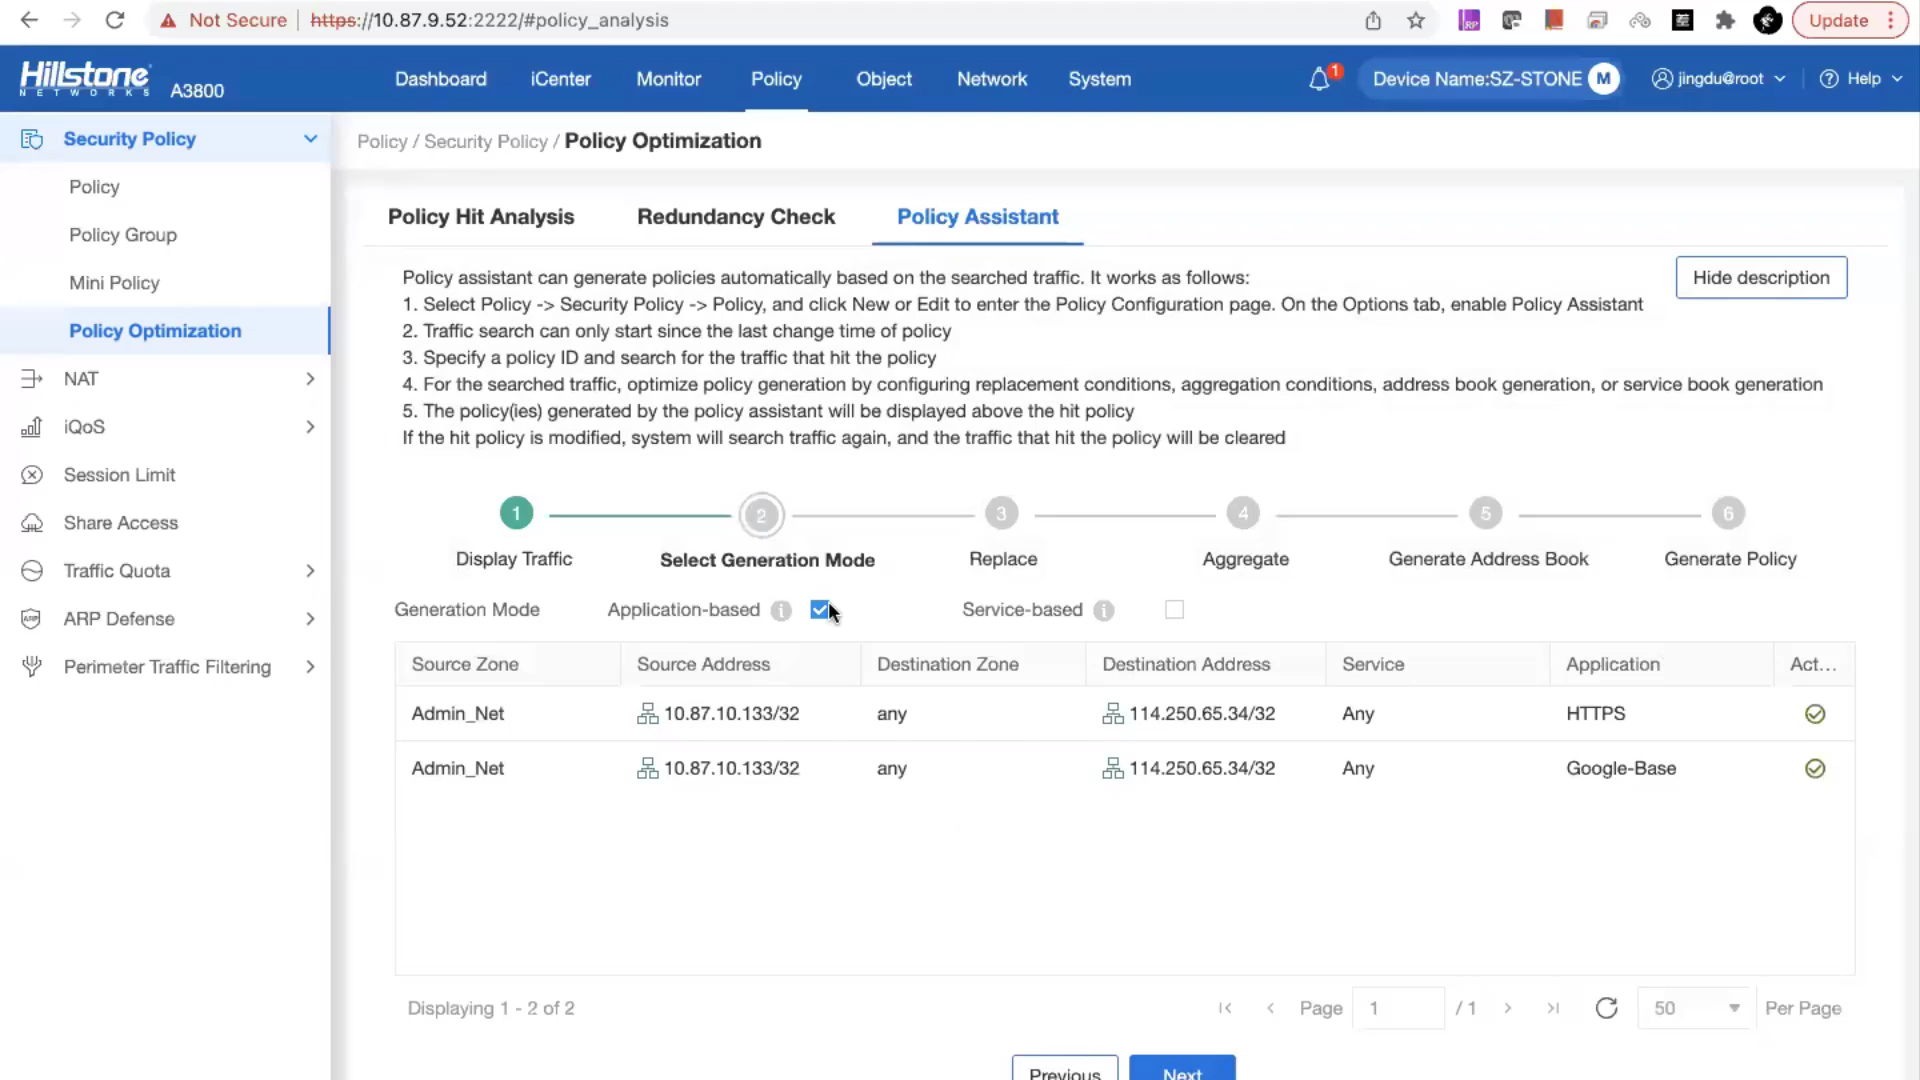 Not Secure https://10.87.9.52:2222/#policy_analysis Update
Hillstone NETWORKS A3800 Dashboard iCenter Monitor Policy Object Network System 1 Device Name:SZ-STONE M jingdu@root Help
Security Policy
Policy
Policy Group
Mini Policy
Policy Optimization
NAT
iQoS
Session Limit
Share Access
Traffic Quota
ARP Defense
Perimeter Traffic Filtering
Policy / Security Policy / Policy Optimization
Policy Hit Analysis Redundancy Check Policy Assistant
Hide description
Policy assistant can generate policies automatically based on the searched traffic. It works as follows:
1. Select Policy -> Security Policy -> Policy, and click New or Edit to enter the Policy Configuration page. On the Options tab, enable Policy Assistant
2. Traffic search can only start since the last change time of policy
3. Specify a policy ID and search for the traffic that hit the policy
4. For the searched traffic, optimize policy generation by configuring replacement conditions, aggregation conditions, address book generation, or service book generation
5. The policy(ies) generated by the policy assistant will be displayed above the hit policy
If the hit policy is modified, system will search traffic again, and the traffic that hit the policy will be cleared
1 2 3 4 5 6
Display Traffic Select Generation Mode Replace Aggregate Generate Address Book Generate Policy
Generation Mode Application-based Service-based
Source Zone Source Address Destination Zone Destination Address Service Application Act...
Admin_Net 10.87.10.133/32 any 114.250.65.34/32 Any HTTPS
Admin_Net 10.87.10.133/32 any 114.250.65.34/32 Any Google-Base
Displaying 1 - 2 of 2 Page 1 / 1 50 Per Page
Previous Next